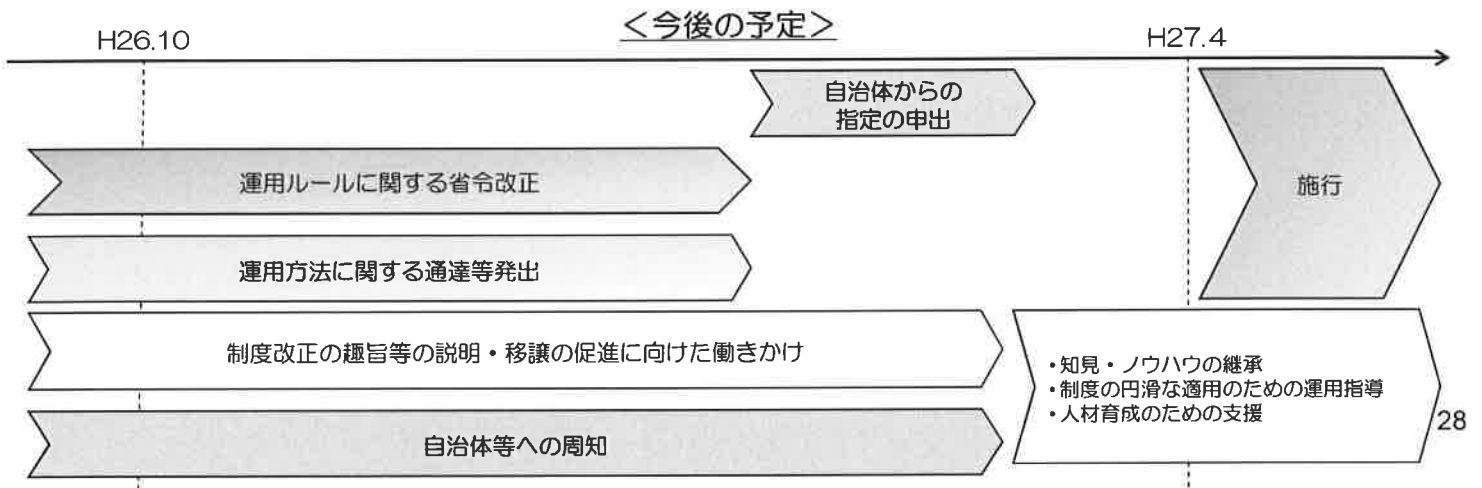 <今後の予定>
H26.10
H27.4
自治体からの
指定の申出
運用ルールに関する省令改正
施行
運用方法に関する通達等発出
制度改正の趣旨等の説明・移譲の促進に向けた働きかけ
・知見・ノウハウの継承
・制度の円滑な適用のための運用指導
・人材育成のための支援
自治体等への周知
28